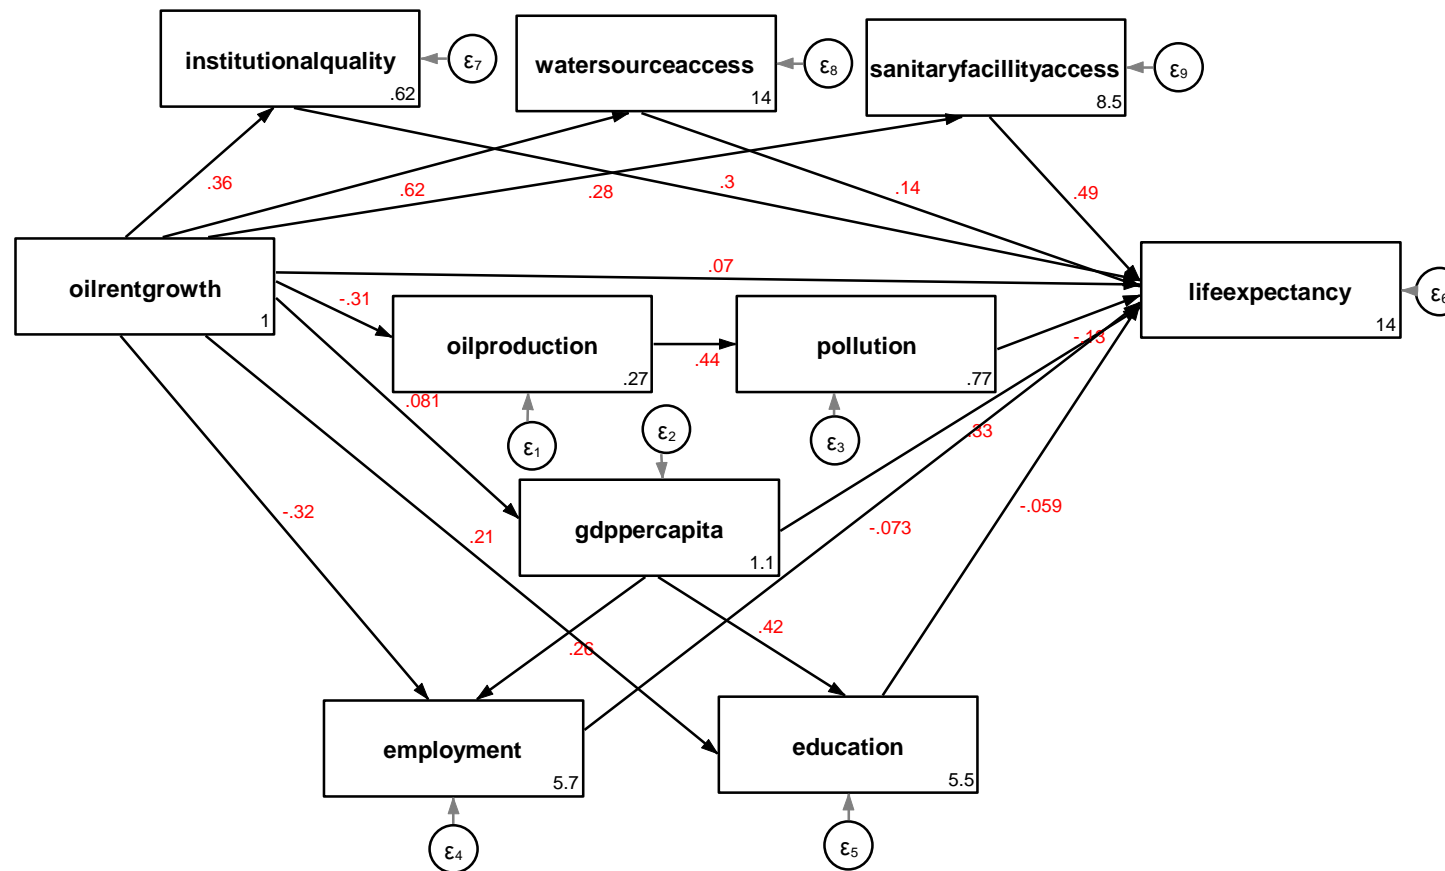 institutionalquality
.62
ε7
watersourceaccess
14
ε8
sanitaryfacillityaccess
8.5
ε9
.36
.62
.28
.3
.14
.49
oilrentgrowth
1
.07
lifeexpectancy
14
ε6
-.31
oilproduction
.27
.44
pollution
.77
-.13
.081
ε1
ε2
ε3
.33
gdppercapita
1.1
-.32
.21
-.073
-.059
.26
.42
employment
5.7
education
5.5
ε4
ε5